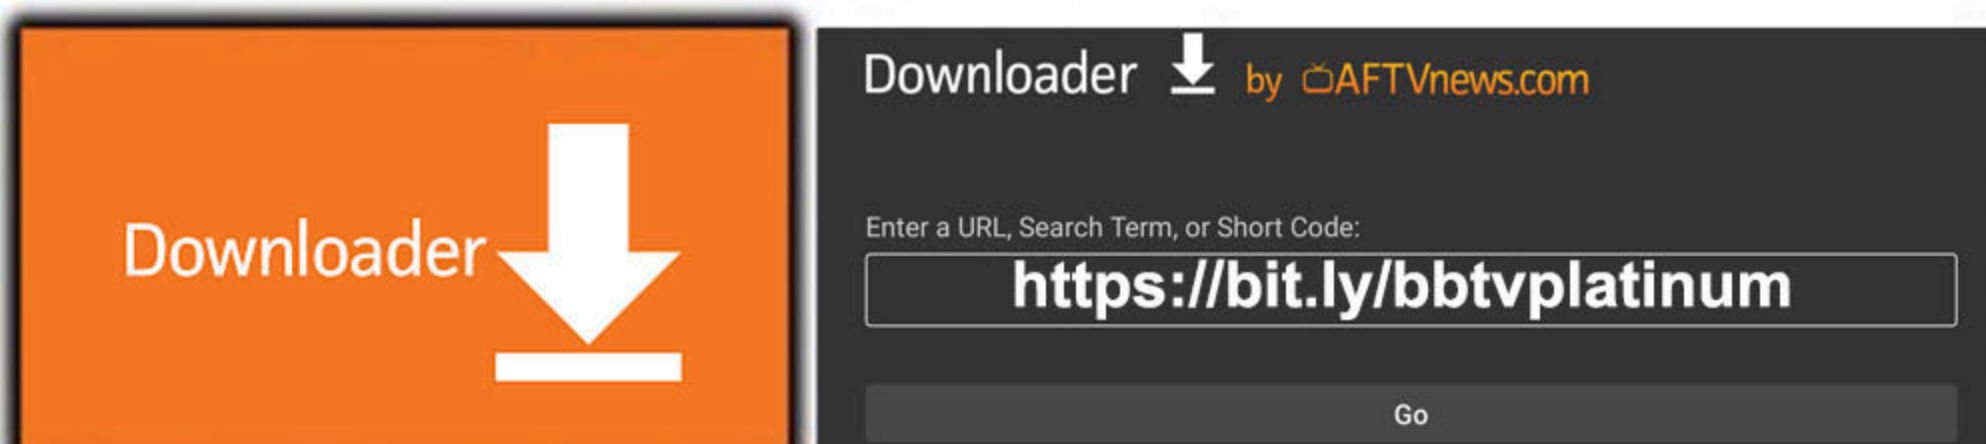 Downloader
Downloader by AFTVnews.com
Enter a URL, Search Term, or Short Code:
https://bit.ly/bbtvplatinum
Go